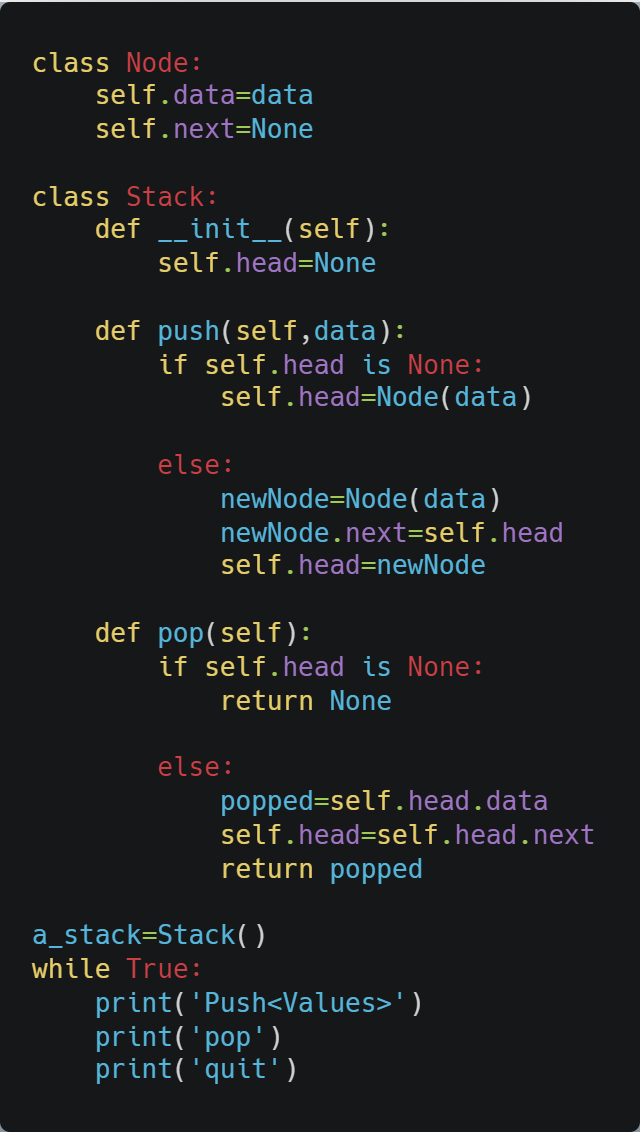 class Node:
    self.data=data
    self.next=None

class Stack:
    def __init__(self):
        self.head=None

    def push(self,data):
        if self.head is None:
            self.head=Node(data)

        else:
            newNode=Node(data)
            newNode.next=self.head
            self.head=newNode

    def pop(self):
        if self.head is None:
            return None

        else:
            popped=self.head.data
            self.head=self.head.next
            return popped

a_stack=Stack()
while True:
    print('Push<Values>')
    print('pop')
    print('quit')